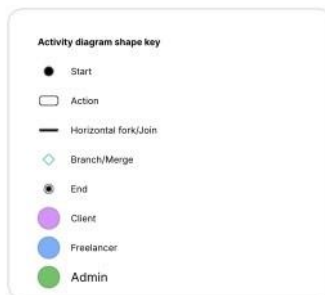 Activity diagram shape key
Start
Action
Horizontal fork/Join
Branch/Merge
End
Client
Freelancer
Admin